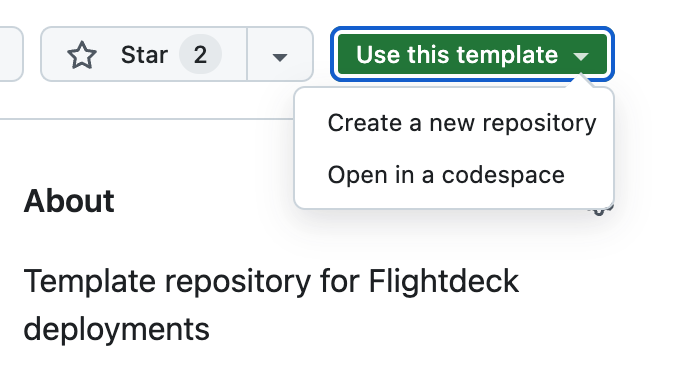 Star 2
Use this template
Create a new repository
Open in a codespace
About
Template repository for Flightdeck
deployments